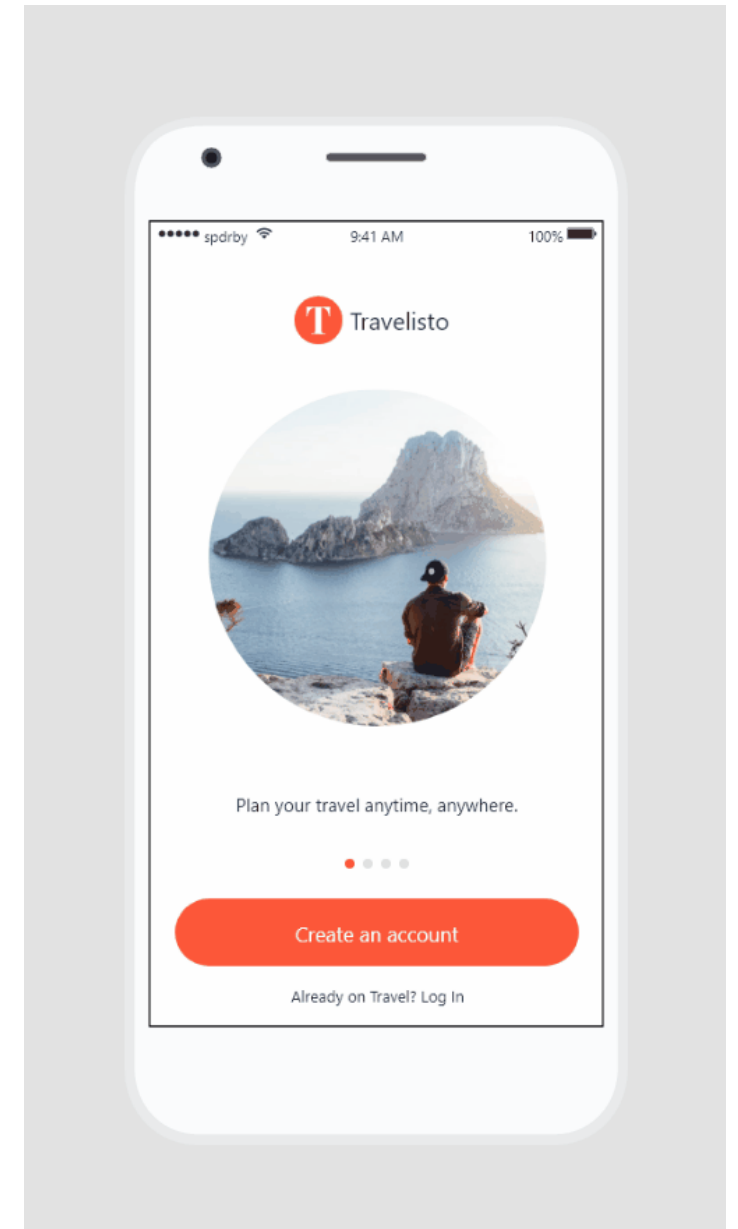 spdrby 9:41 AM 100%
T Travelisto
Plan your travel anytime, anywhere.
Create an account
Already on Travel? Log In